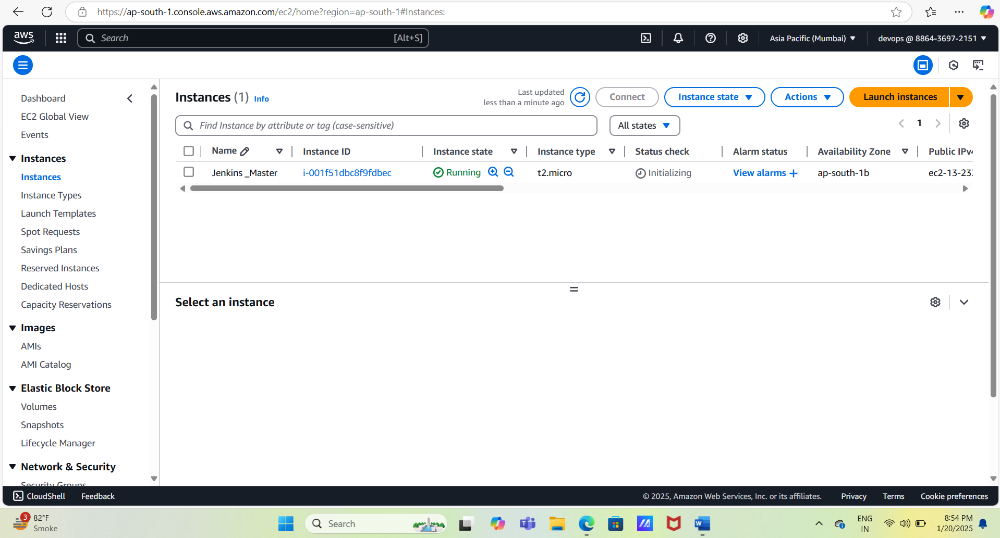 https://ap-south-1.console.aws.amazon.com/ec2/home?region=ap-south-1#Instances:
aws
Search [Alt+S]
Asia Pacific (Mumbai)
devops @ 8864-3697-2151
Dashboard
EC2 Global View
Events
Instances
Instances
Instance Types
Launch Templates
Spot Requests
Savings Plans
Reserved Instances
Dedicated Hosts
Capacity Reservations
Images
AMIs
AMI Catalog
Elastic Block Store
Volumes
Snapshots
Lifecycle Manager
Network & Security
Security Groups
Instances (1) Info
Last updated
less than a minute ago
Connect
Instance state
Actions
Launch instances
Find Instance by attribute or tag (case-sensitive)
All states
1
Name Instance ID Instance state Instance type Status check Alarm status Availability Zone Public IPv4
Jenkins _Master i-001f51dbc8f9fdbec Running t2.micro Initializing View alarms + ap-south-1b ec2-13-233
Select an instance
CloudShell Feedback © 2025, Amazon Web Services, Inc. or its affiliates. Privacy Terms Cookie preferences
3
82°F
Smoke
Search
W
ENG
IN
8:54 PM
1/20/2025